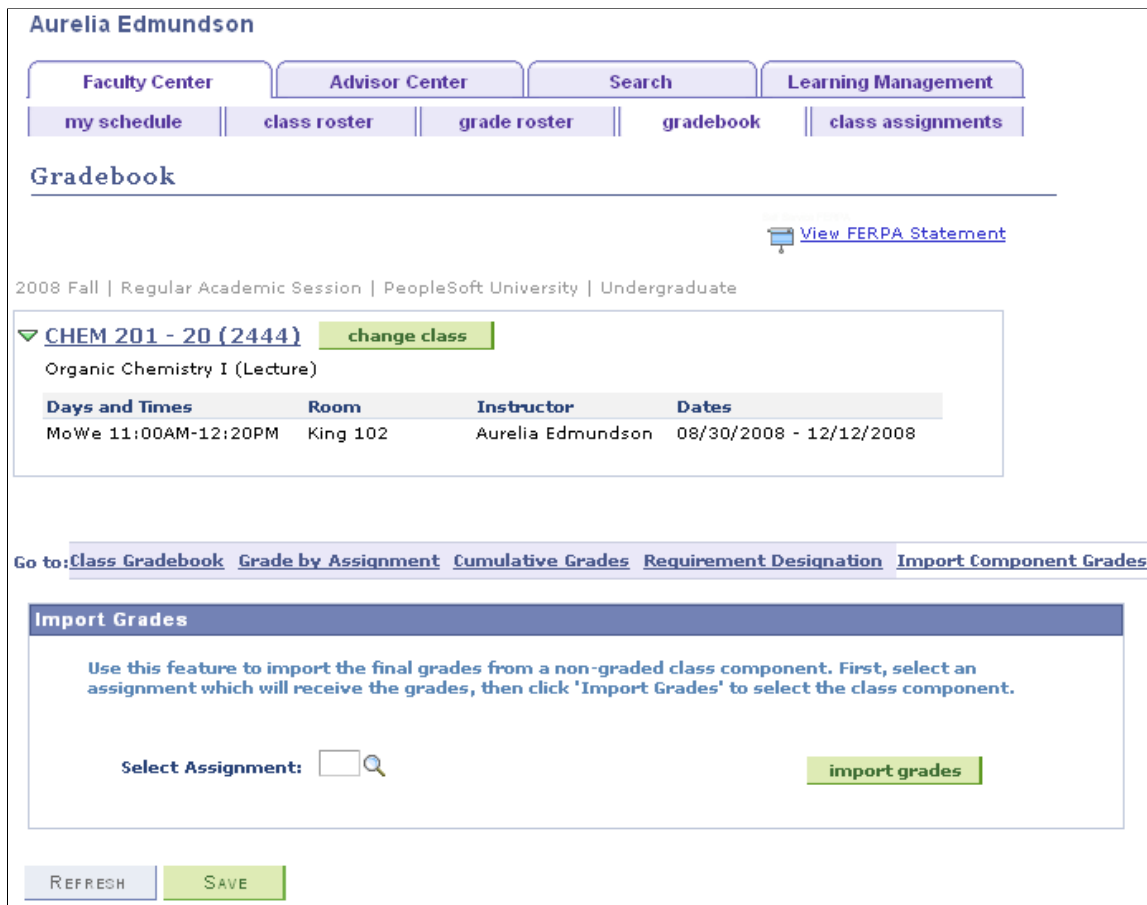 Aurelia Edmundson
Faculty Center Advisor Center Search Learning Management
my schedule class roster grade roster gradebook class assignments
Gradebook
View FERPA Statement
2008 Fall | Regular Academic Session | PeopleSoft University | Undergraduate
CHEM 201 - 20 (2444) change class
Organic Chemistry I (Lecture)
Days and Times Room Instructor Dates
MoWe 11:00AM-12:20PM King 102 Aurelia Edmundson 08/30/2008 - 12/12/2008
Go to: Class Gradebook Grade by Assignment Cumulative Grades Requirement Designation Import Component Grades
Import Grades
Use this feature to import the final grades from a non-graded class component. First, select an
assignment which will receive the grades, then click 'Import Grades' to select the class component.
Select Assignment: import grades
REFRESH SAVE